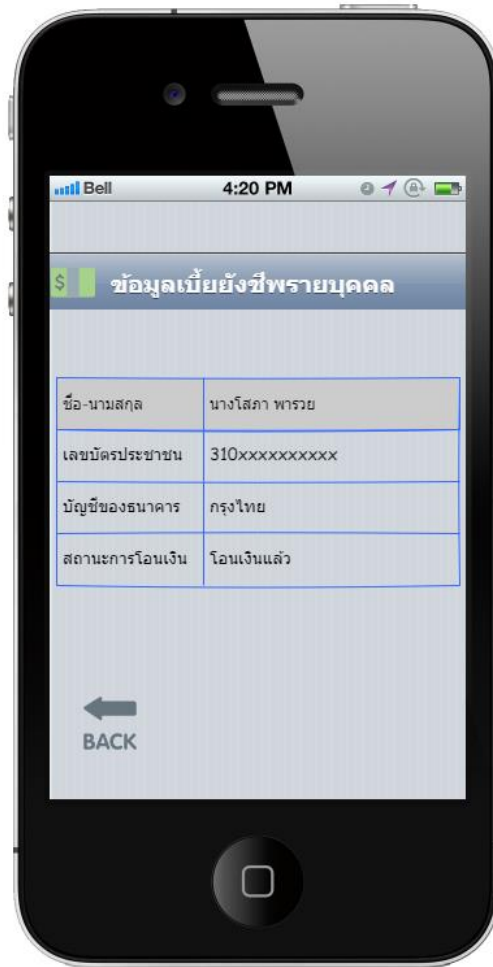 Bell 4:20 PM
$ ข้อมูลเบี้ยยังชีพรายบุคคล
ชื่อ-นามสกุล นางโสภา พารวย
เลขบัตรประชาชน 310xxxxxxxxxx
บัญชีของธนาคาร กรุงไทย
สถานะการโอนเงิน โอนเงินแล้ว
BACK